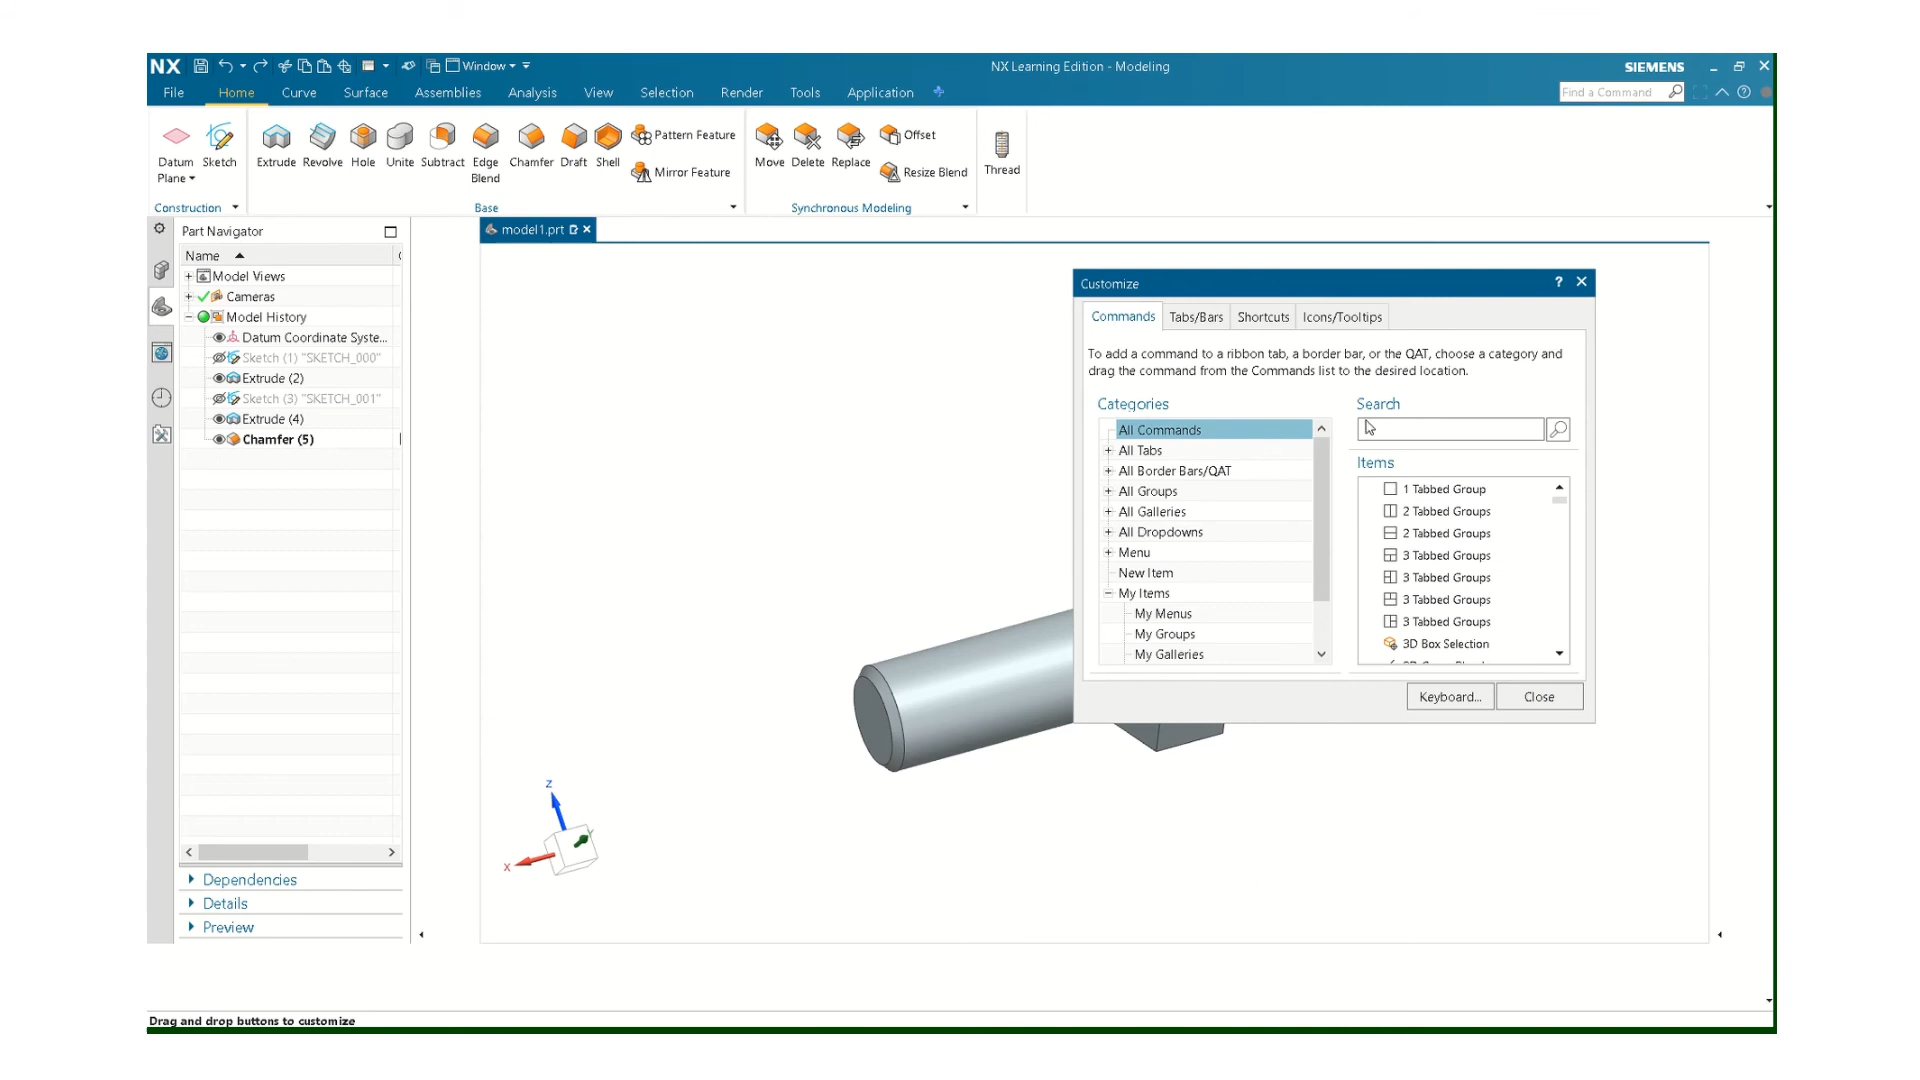 NX
Window
NX Learning Edition - Modeling
SIEMENS
File Home Curve Surface Assemblies Analysis View Selection Render Tools Application
Find a Command
Datum Plane
Sketch
Extrude
Revolve
Hole
Unite
Subtract
Edge Blend
Chamfer
Draft
Shell
Pattern Feature
Mirror Feature
Move
Delete
Replace
Offset
Resize Blend
Thread
Construction
Base
Synchronous Modeling
Part Navigator
Name
Model Views
Cameras
Model History
Datum Coordinate Syste...
Sketch (1) "SKETCH_000"
Extrude (2)
Sketch (3) "SKETCH_001"
Extrude (4)
Chamfer (5)
Dependencies
Details
Preview
model1.prt
Z
X
Customize
Commands Tabs/Bars Shortcuts Icons/Tooltips
To add a command to a ribbon tab, a border bar, or the QAT, choose a category and
drag the command from the Commands list to the desired location.
Categories
All Commands
All Tabs
All Border Bars/QAT
All Groups
All Galleries
All Dropdowns
Menu
New Item
My Items
My Menus
My Groups
My Galleries
Search
Items
1 Tabbed Group
2 Tabbed Groups
2 Tabbed Groups
3 Tabbed Groups
3 Tabbed Groups
3 Tabbed Groups
3 Tabbed Groups
3D Box Selection
Keyboard...
Close
Drag and drop buttons to customize